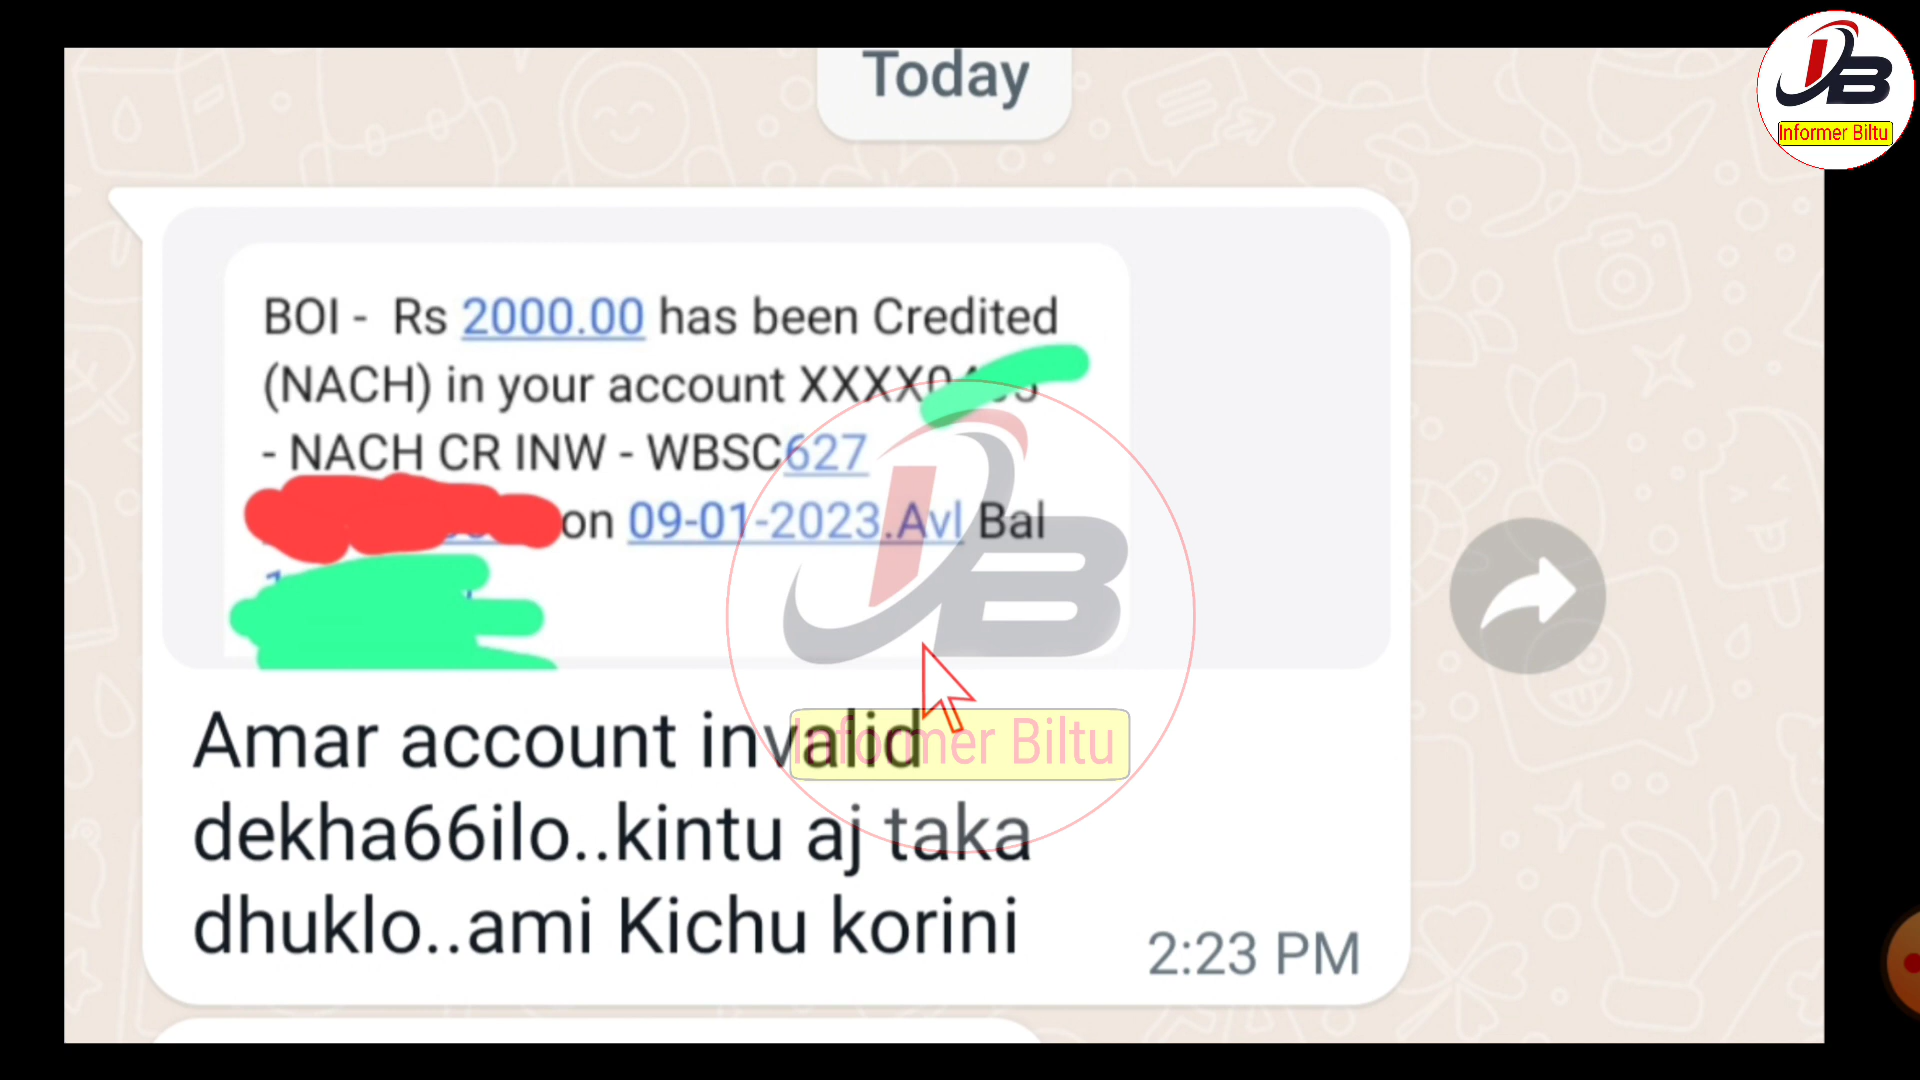 Today
Informer Biltu
BOI - Rs 2000.00 has been Credited
(NACH) in your account
- NACH CR INW - WBSC627
on 09-01-2023.Avl Bal
Amar account invalid
dekha66ilo..kintu aj taka
dhuklo..ami Kichu korini
2:23 PM
Informer Biltu